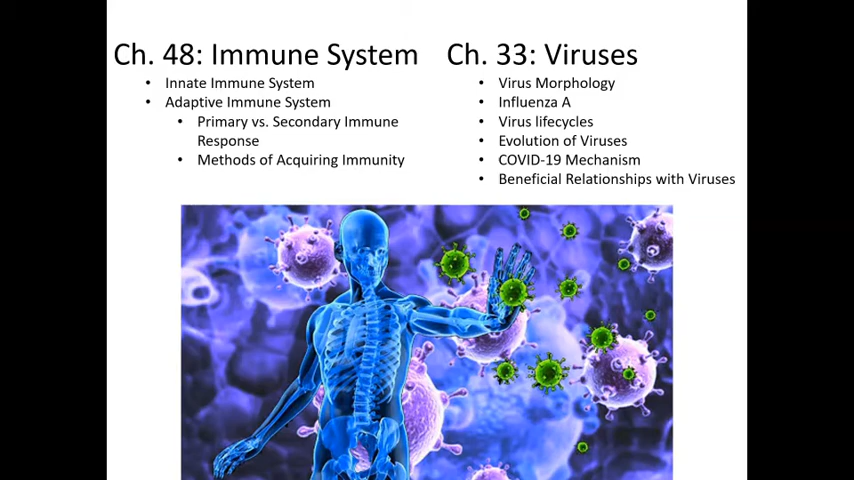 Ch. 48: Immune System
• Innate Immune System
• Adaptive Immune System
• Primary vs. Secondary Immune
Response
• Methods of Acquiring Immunity
Ch. 33: Viruses
• Virus Morphology
• Influenza A
• Virus lifecycles
• Evolution of Viruses
• COVID-19 Mechanism
• Beneficial Relationships with Viruses